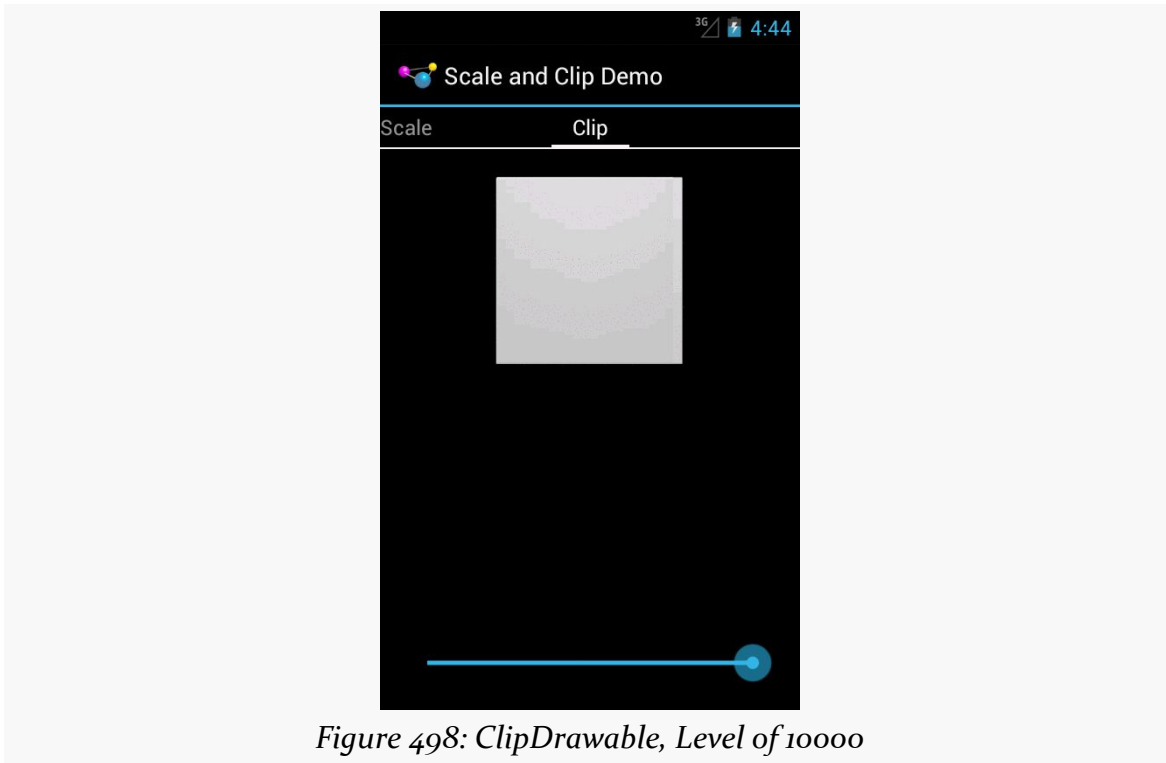 3G 4:44
Scale and Clip Demo
Scale Clip
Figure 498: ClipDrawable, Level of 10000